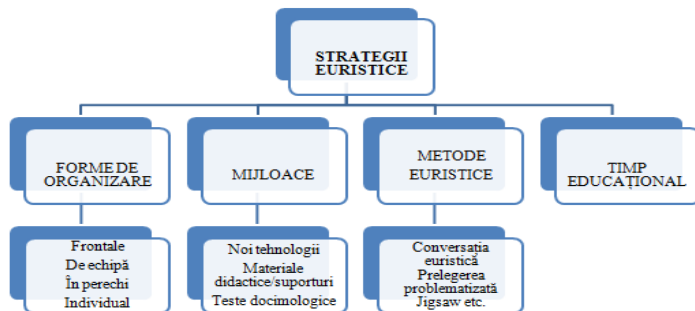 STRATEGII
EURISTICE
FORME DE
ORGANIZARE
MIJLOACE
METODE
EURISTICE
TIMP
EDUCAȚIONAL
Frontale
De echipă
În perechi
Individual
Noi tehnologii
Materiale
didactice/suporturi
Teste docimologice
Conversația
euristică
Prelegerea
problematizată
Jigsaw etc.